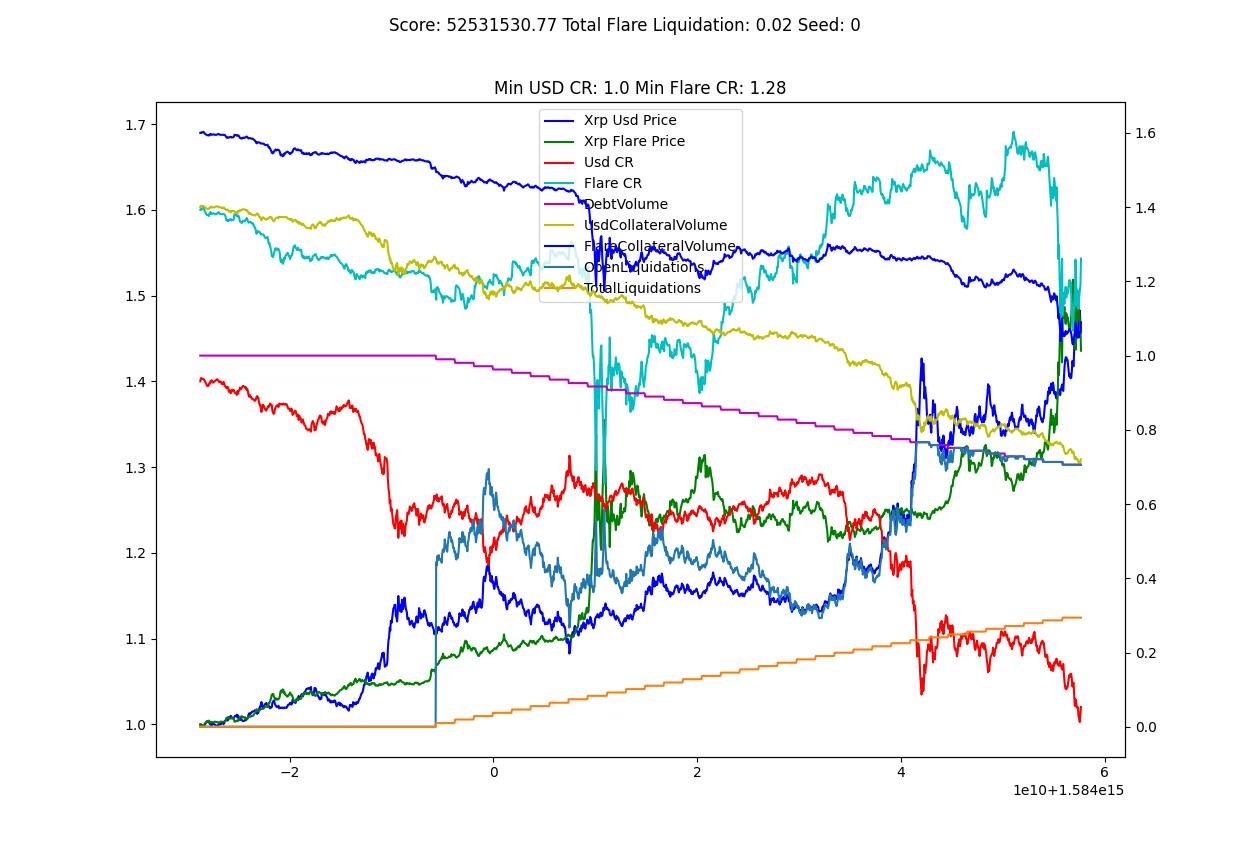 Score: 52531530.77 Total Flare Liquidation: 0.02 Seed: 0
Min USD CR: 1.0 Min Flare CR: 1.28
Xrp Usd Price
Xrp Flare Price
Usd CR
Flare CR
DebtVolume
UsdCollateralVolume
FlareCollateralVolume
OpenLiquidations
TotalLiquidations
1.7
1.6
1.5
1.4
1.3
1.2
1.1
1.0
1.6
1.4
1.2
1.0
0.8
0.6
0.4
0.2
0.0
−2
0
2
4
6
1e10+1.584e15